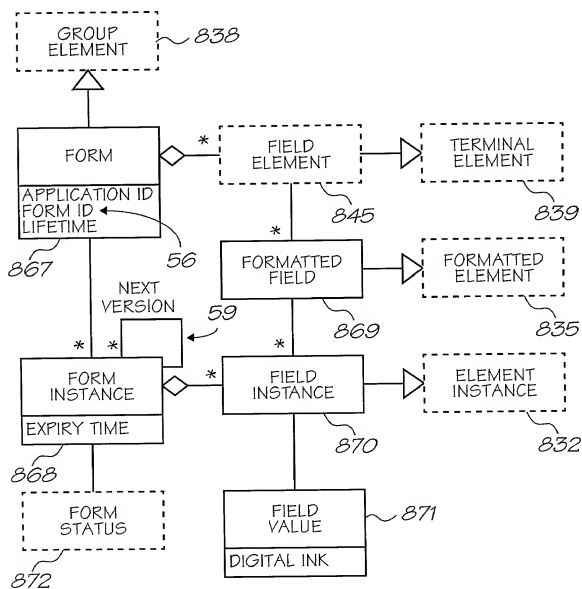 GROUP
ELEMENT
838
FORM
APPLICATION ID
FORM ID
LIFETIME
867
56
*
FIELD
ELEMENT
845
TERMINAL
ELEMENT
839
*
FORMATTED
FIELD
869
FORMATTED
ELEMENT
835
NEXT
VERSION
59
*
*
FORM
INSTANCE
EXPIRY TIME
868
*
*
FIELD
INSTANCE
870
ELEMENT
INSTANCE
832
FORM
STATUS
872
FIELD
VALUE
DIGITAL INK
871